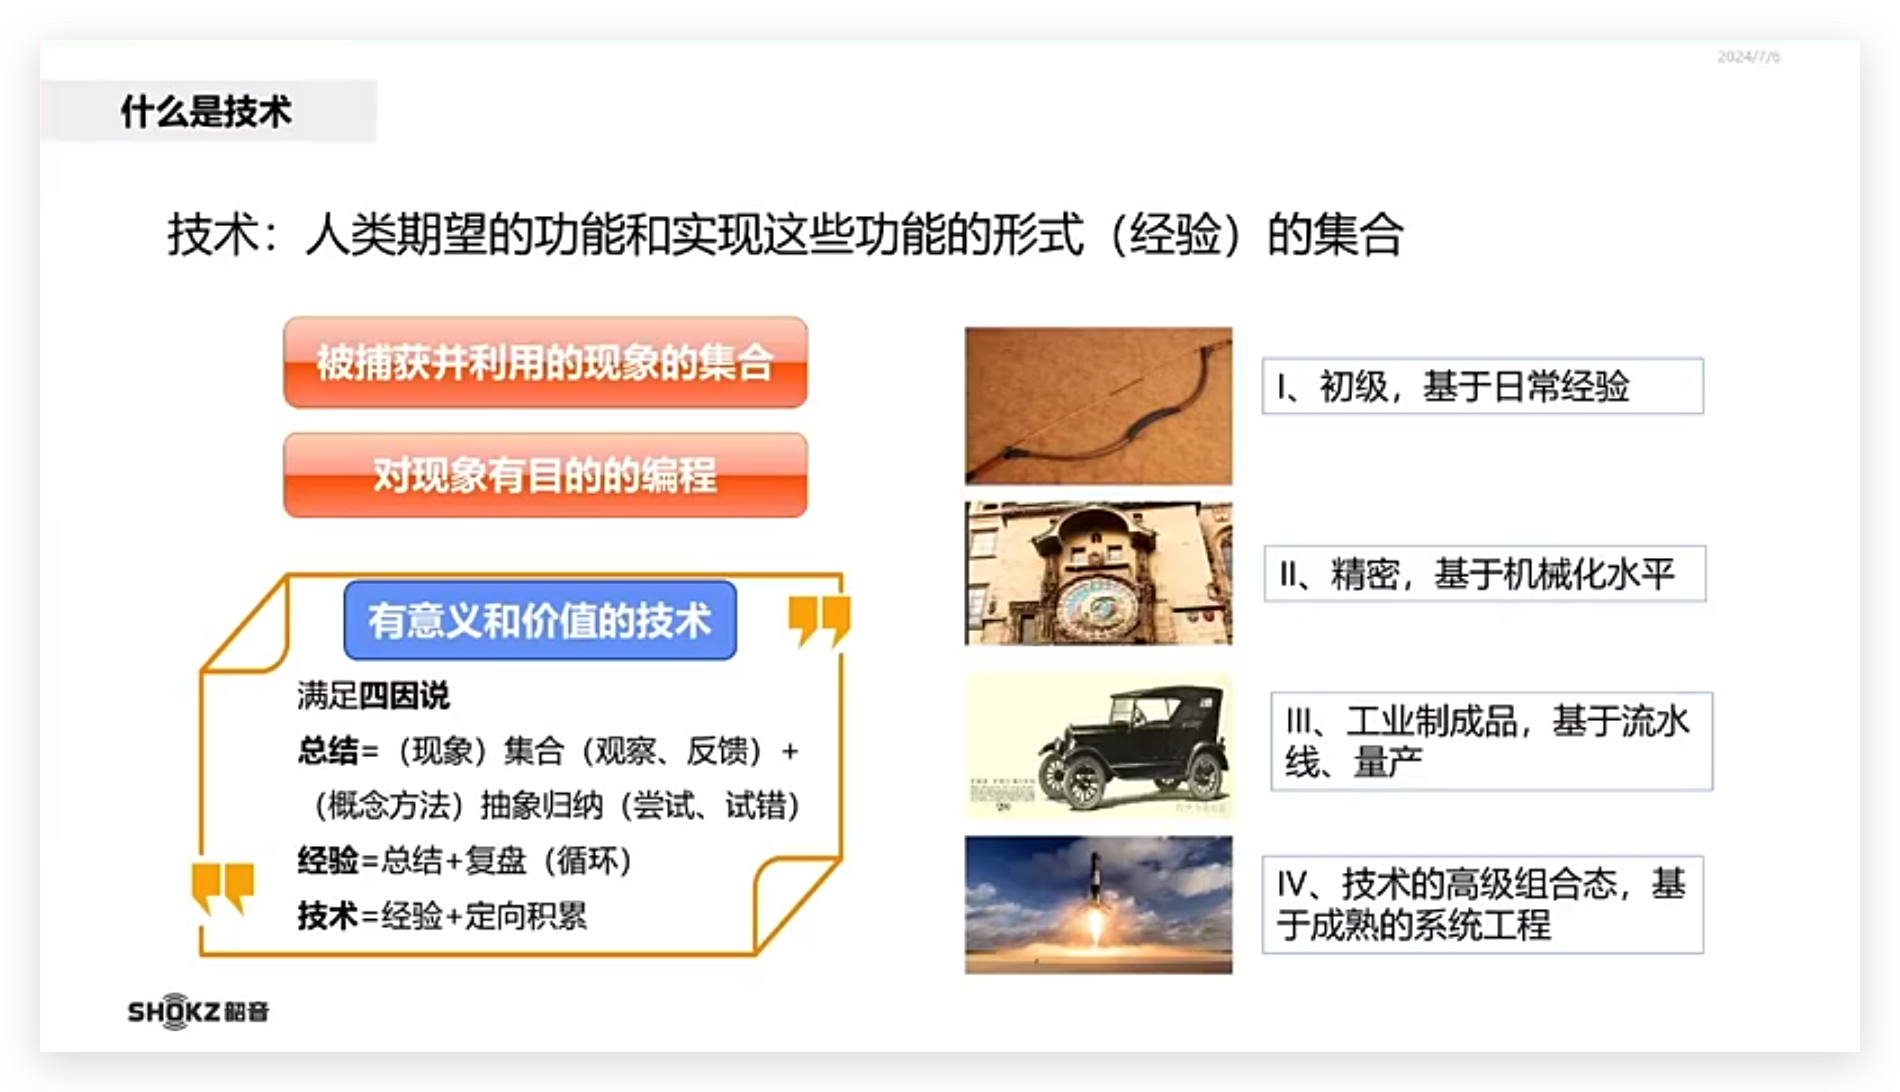 2024/7/6
什么是技术
技术：人类期望的功能和实现这些功能的形式（经验）的集合
被捕获并利用的现象的集合
对现象有目的的编程
有意义和价值的技术
满足四因说
总结=（现象）集合（观察、反馈）+
（概念方法）抽象归纳（尝试、试错）
经验=总结+复盘（循环）
技术=经验+定向积累
I、初级，基于日常经验
II、精密，基于机械化水平
III、工业制成品，基于流水
线、量产
IV、技术的高级组合态，基
于成熟的系统工程
SHOKZ韶音